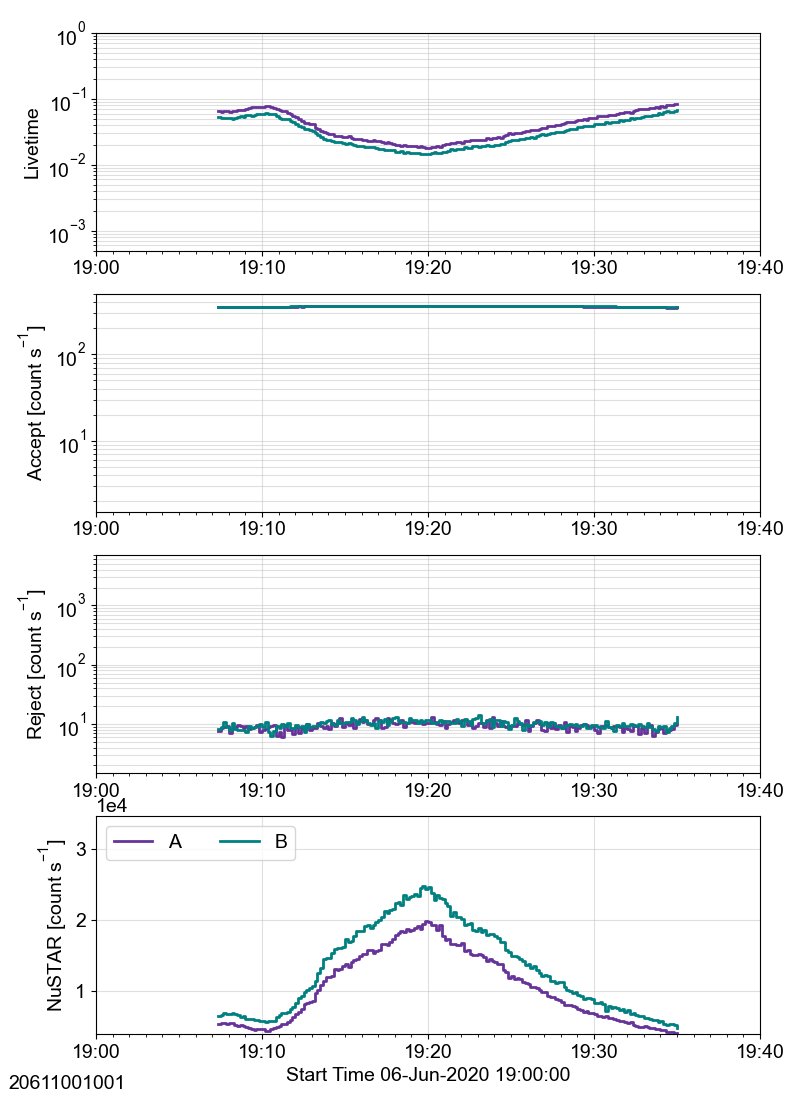 10^0
10^-1
10^-2
10^-3
Livetime
19:00 19:10 19:20 19:30 19:40
10^2
10^1
Accept [count s^-1]
19:00 19:10 19:20 19:30 19:40
10^3
10^2
10^1
Reject [count s^-1]
19:00 19:10 19:20 19:30 19:40
1e4
A B
3
2
1
NuSTAR [count s^-1]
19:00 19:10 19:20 19:30 19:40
Start Time 06-Jun-2020 19:00:00
20611001001